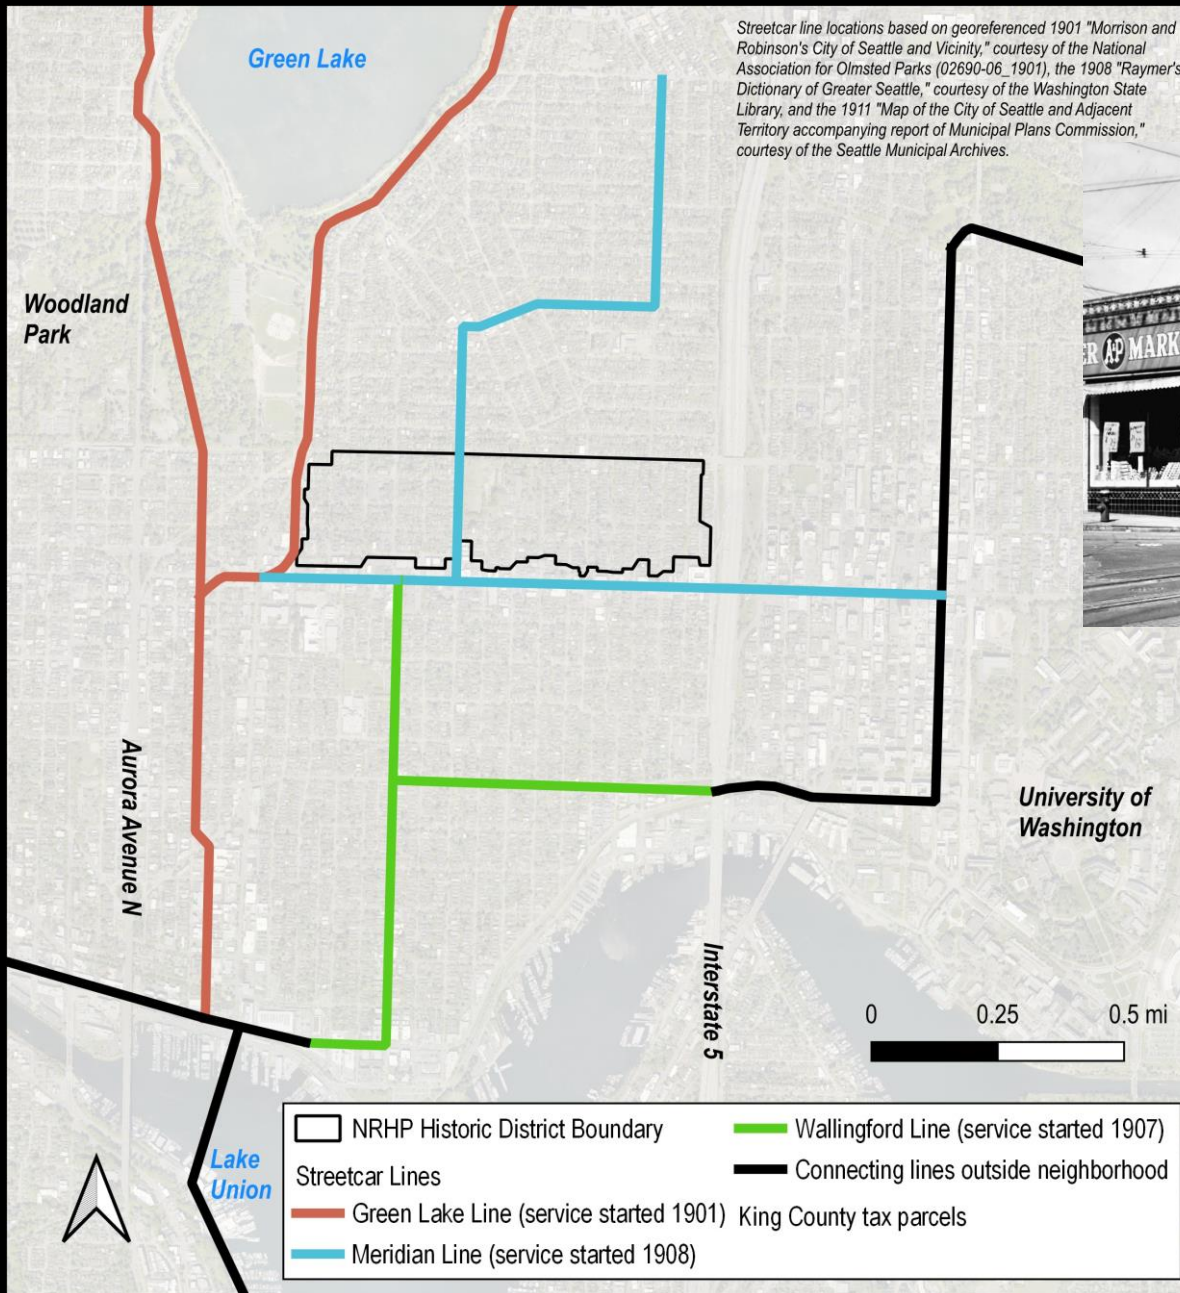 Streetcar line locations based on georeferenced 1901 "Morrison and
Robinson's City of Seattle and Vicinity," courtesy of the National
Association for Olmsted Parks (02690-06_1901), the 1908 "Raymer's
Dictionary of Greater Seattle," courtesy of the Washington State
Library, and the 1911 "Map of the City of Seattle and Adjacent
Territory accompanying report of Municipal Plans Commission,"
courtesy of the Seattle Municipal Archives.
Green Lake
Woodland
Park
ER A&P MARK
Aurora Avenue N
University of
Washington
Interstate 5
0 0.25 0.5 mi
Lake
Union
NRHP Historic District Boundary
Streetcar Lines
Green Lake Line (service started 1901)
Meridian Line (service started 1908)
Wallingford Line (service started 1907)
Connecting lines outside neighborhood
King County tax parcels